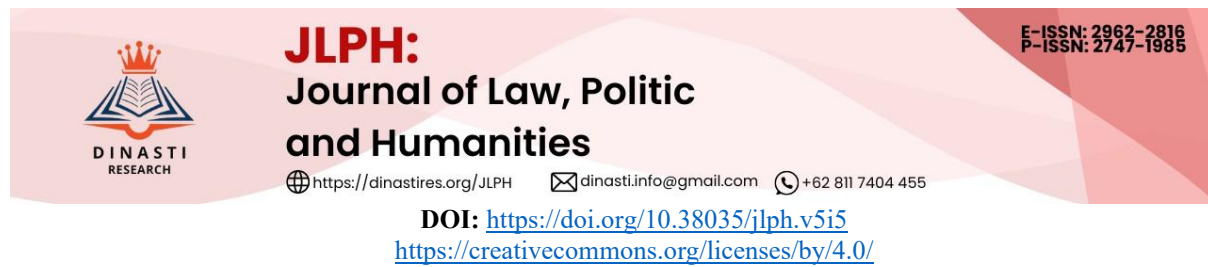 JLPH:
Journal of Law, Politic
and Humanities
E-ISSN: 2962-2816
P-ISSN: 2747-1985
DINASTI
RESEARCH
https://dinastires.org/JLPH dinasti.info@gmail.com +62 811 7404 455
DOI: https://doi.org/10.38035/jlph.v5i5
https://creativecommons.org/licenses/by/4.0/